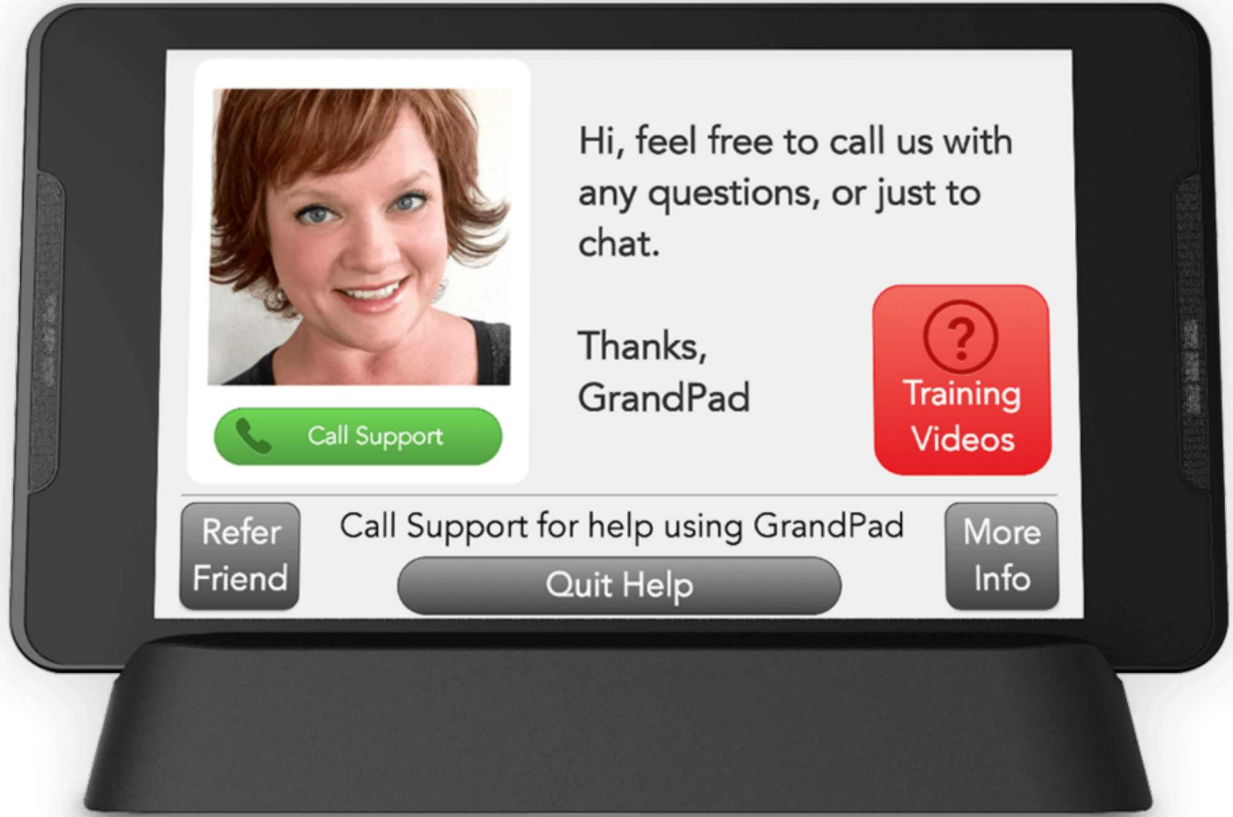 Hi, feel free to call us with
any questions, or just to
chat.
Thanks,
GrandPad
Call Support
?
Training
Videos
Refer
Friend
Call Support for help using GrandPad
Quit Help
More
Info